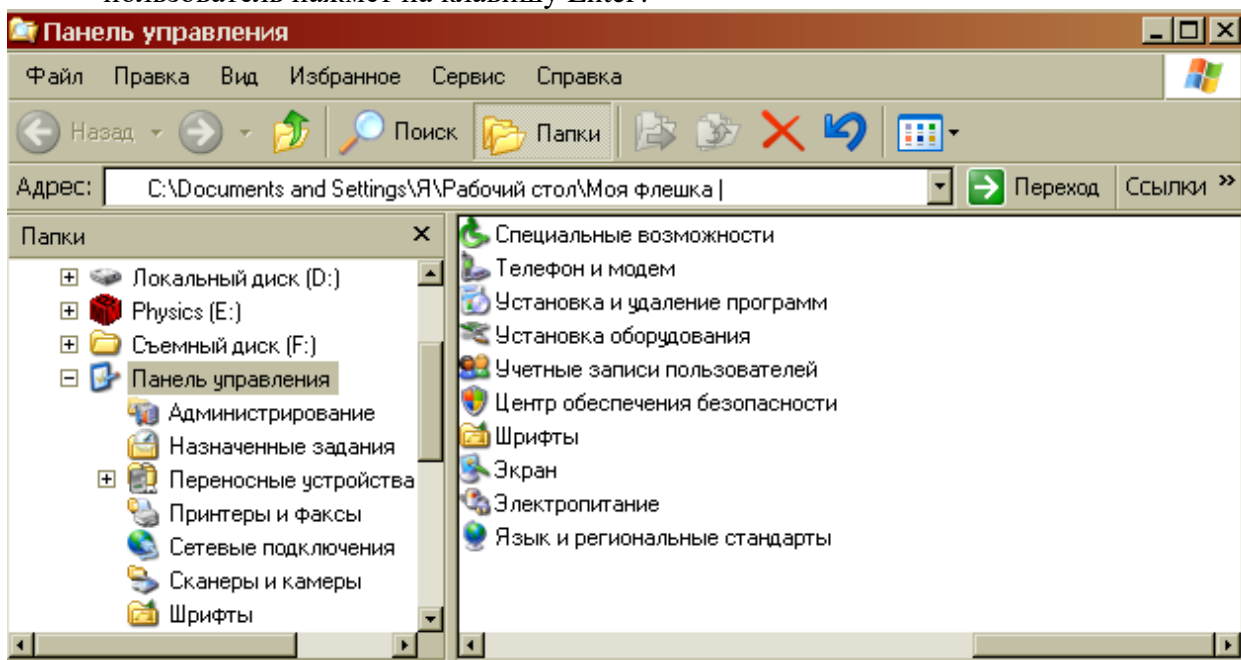 пользователь нажмет на клавишу Enter?
Панель управления
Файл Правка Вид Избранное Сервис Справка
Назад Поиск Папки
Адрес: C:\Documents and Settings\Я\Рабочий стол\Моя флешка Переход Ссылки »
Папки
Локальный диск (D:)
Physics (E:)
Съемный диск (F:)
Панель управления
Администрирование
Назначенные задания
Переносные устройства
Принтеры и факсы
Сетевые подключения
Сканеры и камеры
Шрифты
Специальные возможности
Телефон и модем
Установка и удаление программ
Установка оборудования
Учетные записи пользователей
Центр обеспечения безопасности
Шрифты
Экран
Электропитание
Язык и региональные стандарты